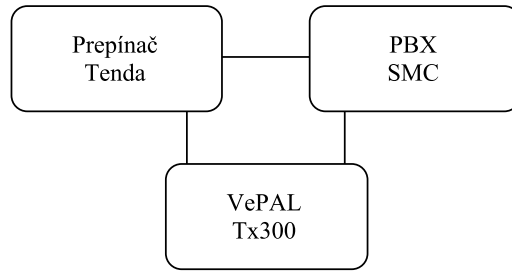 Prepínač
Tenda
PBX
SMC
VePAL
Tx300